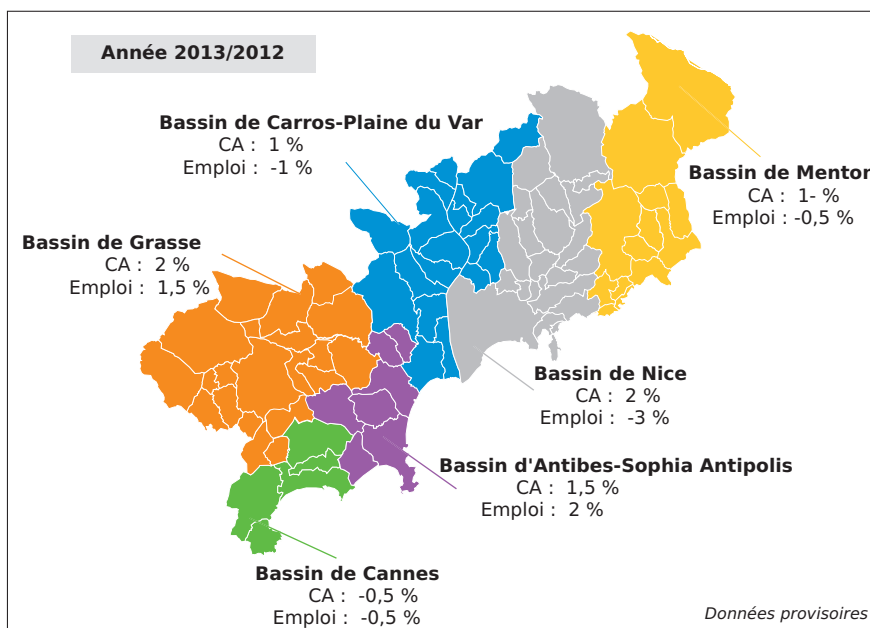 Année 2013/2012
Bassin de Carros-Plaine du Var
CA : 1 %
Emploi : -1 %
Bassin de Menton
CA : 1- %
Emploi : -0,5 %
Bassin de Grasse
CA : 2 %
Emploi : 1,5 %
Bassin de Nice
CA : 2 %
Emploi : -3 %
Bassin d'Antibes-Sophia Antipolis
CA : 1,5 %
Emploi : 2 %
Bassin de Cannes
CA : -0,5 %
Emploi : -0,5 %
Données provisoires